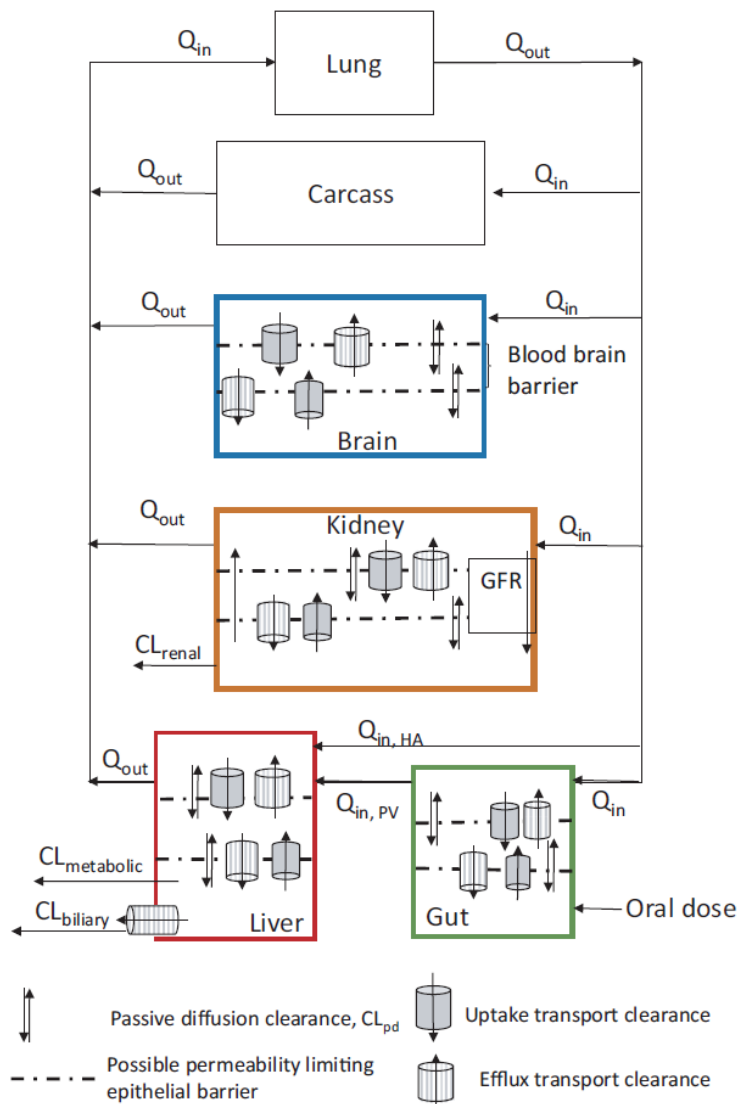 Q_in
Lung
Q_out
Q_out
Carcass
Q_in
Q_out
Q_in
Blood brain
barrier
Brain
Q_out
Kidney
Q_in
GFR
CL_renal
Q_in, HA
Q_out
Q_in, PV
Q_in
CL_metabolic
CL_biliary
Liver
Gut
Oral dose
Passive diffusion clearance, CL_pd
Uptake transport clearance
Possible permeability limiting
epithelial barrier
Efflux transport clearance